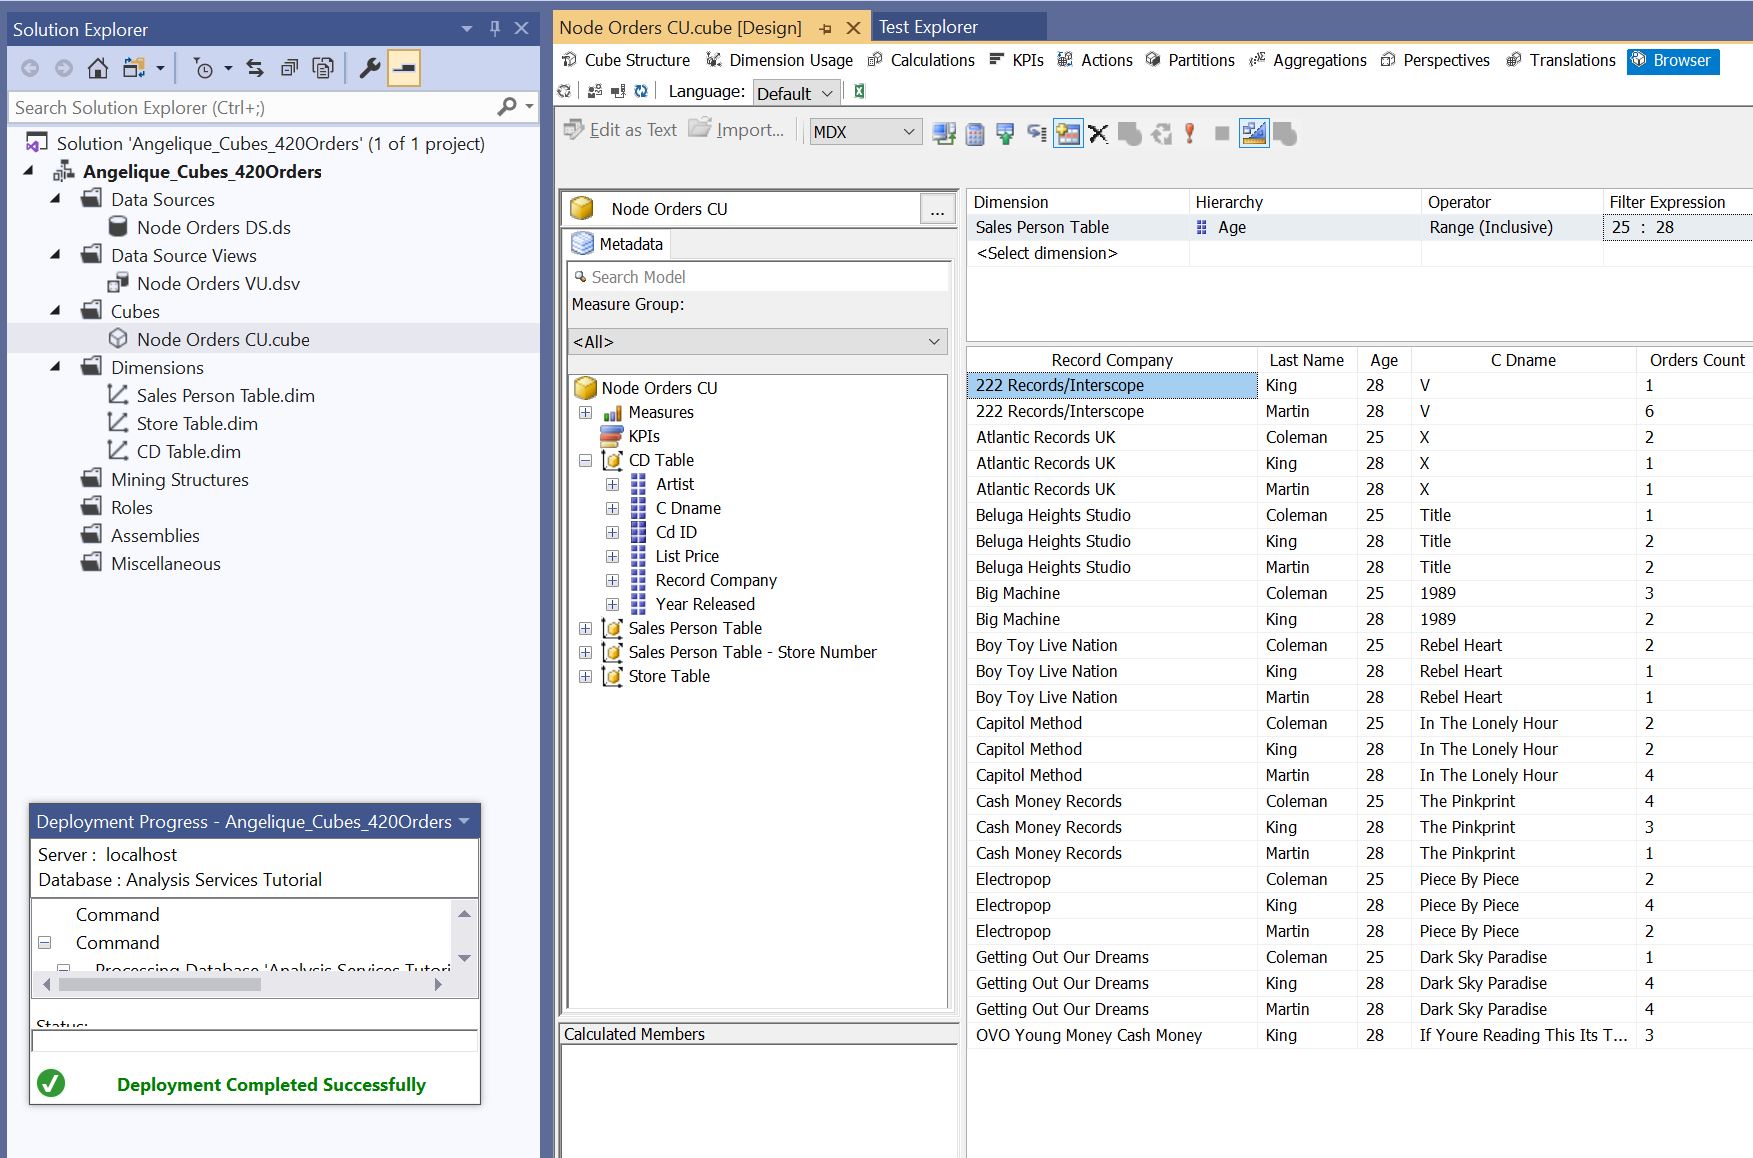 Solution Explorer
Search Solution Explorer (Ctrl+;)
Solution 'Angelique_Cubes_420Orders' (1 of 1 project)
Angelique_Cubes_420Orders
Data Sources
Node Orders DS.ds
Data Source Views
Node Orders VU.dsv
Cubes
Node Orders CU.cube
Dimensions
Sales Person Table.dim
Store Table.dim
CD Table.dim
Mining Structures
Roles
Assemblies
Miscellaneous
Deployment Progress - Angelique_Cubes_420Orders
Server : localhost
Database : Analysis Services Tutorial
Command
Command
Processing Database 'Analysis Services Tutori
Status:
Deployment Completed Successfully
Node Orders CU.cube [Design] Test Explorer
Cube Structure Dimension Usage Calculations KPIs Actions Partitions Aggregations Perspectives Translations Browser
Language: Default
Edit as Text Import... MDX
Node Orders CU ...
Metadata
Search Model
Measure Group:
<All>
Node Orders CU
Measures
KPIs
CD Table
Artist
C Dname
Cd ID
List Price
Record Company
Year Released
Sales Person Table
Sales Person Table - Store Number
Store Table
Calculated Members
Dimension Hierarchy Operator Filter Expression
Sales Person Table Age Range (Inclusive) 25 : 28
<Select dimension>
Record Company Last Name Age C Dname Orders Count
222 Records/Interscope King 28 V 1
222 Records/Interscope Martin 28 V 6
Atlantic Records UK Coleman 25 X 2
Atlantic Records UK King 28 X 1
Atlantic Records UK Martin 28 X 1
Beluga Heights Studio Coleman 25 Title 1
Beluga Heights Studio King 28 Title 2
Beluga Heights Studio Martin 28 Title 2
Big Machine Coleman 25 1989 3
Big Machine King 28 1989 2
Boy Toy Live Nation Coleman 25 Rebel Heart 2
Boy Toy Live Nation King 28 Rebel Heart 1
Boy Toy Live Nation Martin 28 Rebel Heart 1
Capitol Method Coleman 25 In The Lonely Hour 2
Capitol Method King 28 In The Lonely Hour 2
Capitol Method Martin 28 In The Lonely Hour 4
Cash Money Records Coleman 25 The Pinkprint 4
Cash Money Records King 28 The Pinkprint 3
Cash Money Records Martin 28 The Pinkprint 1
Electropop Coleman 25 Piece By Piece 2
Electropop King 28 Piece By Piece 4
Electropop Martin 28 Piece By Piece 2
Getting Out Our Dreams Coleman 25 Dark Sky Paradise 1
Getting Out Our Dreams King 28 Dark Sky Paradise 4
Getting Out Our Dreams Martin 28 Dark Sky Paradise 4
OVO Young Money Cash Money King 28 If Youre Reading This Its T... 3